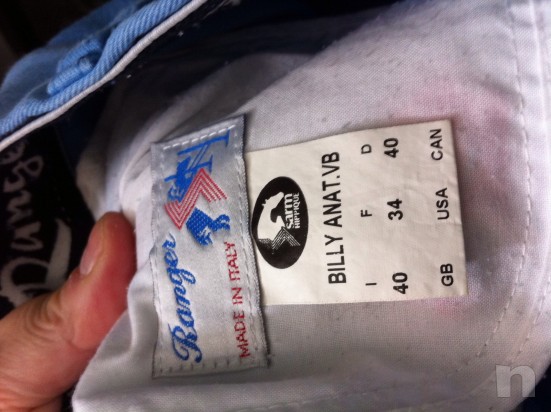 Ranger
MADE IN ITALY
sarm
HIPPIQUE
BILLY ANAT.VB
I F D
40 34 40
GB USA CAN
n